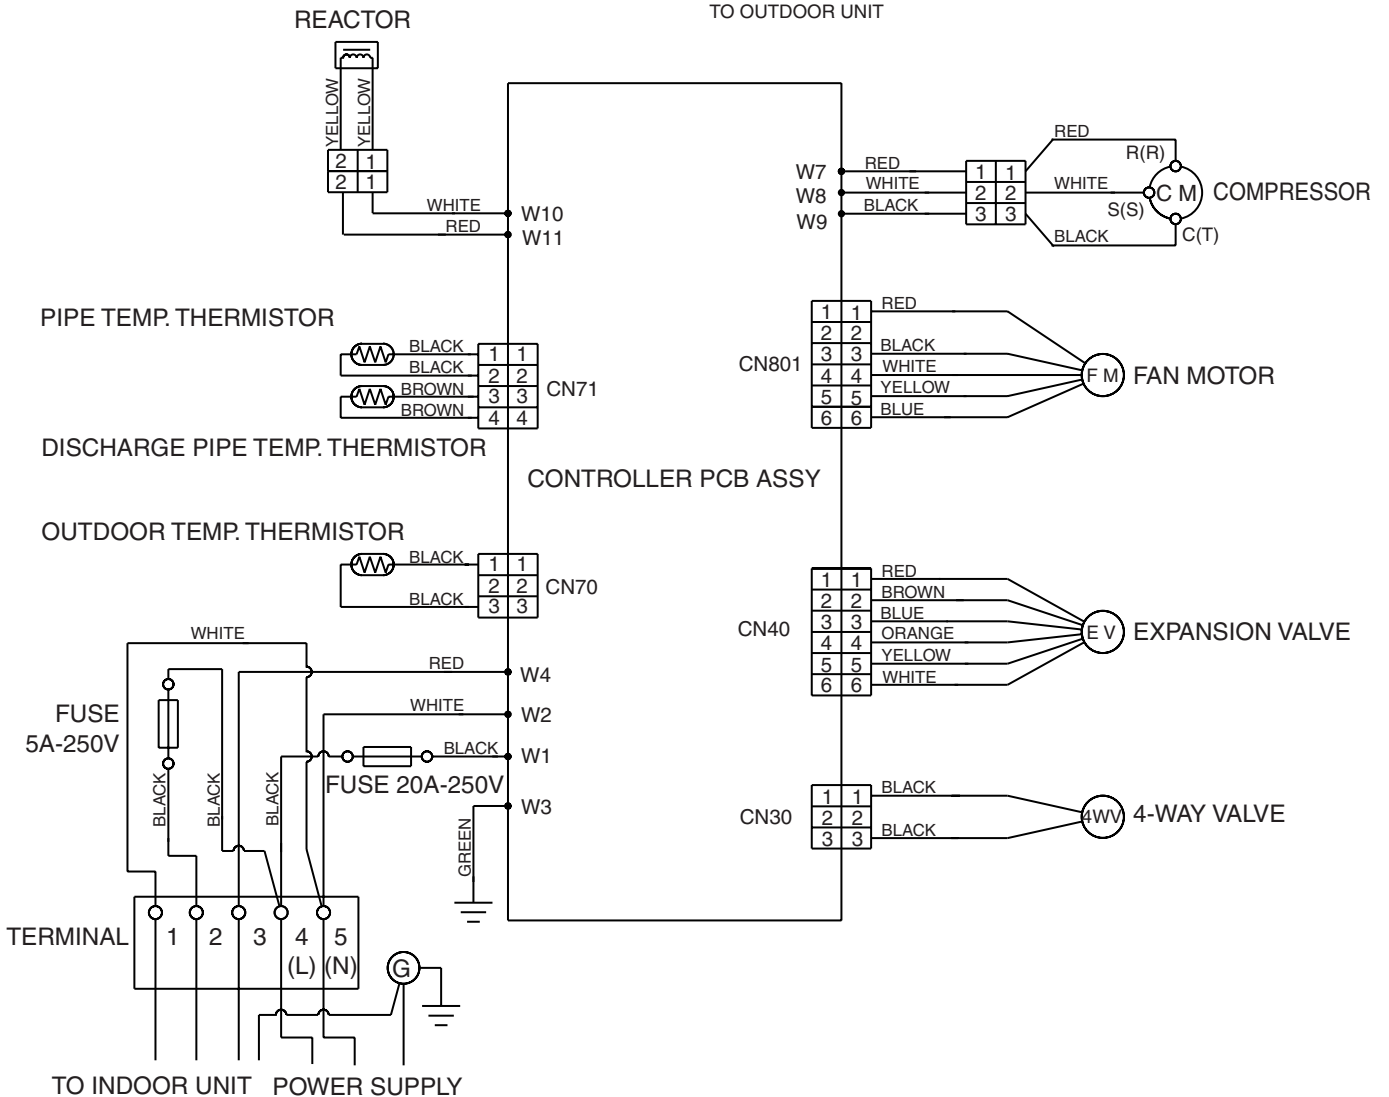 TO OUTDOOR UNIT
REACTOR
YELLOW
YELLOW
2 1
2 1
WHITE
RED
W10
W11
W7
W8
W9
RED
WHITE
BLACK
1 1
2 2
3 3
RED
WHITE
BLACK
R(R)
S(S)
C(T)
C M
COMPRESSOR
PIPE TEMP. THERMISTOR
BLACK
BLACK
BROWN
BROWN
1 1
2 2
3 3
4 4
CN71
DISCHARGE PIPE TEMP. THERMISTOR
CN801
1 1
2 2
3 3
4 4
5 5
6 6
RED
BLACK
WHITE
YELLOW
BLUE
F M
FAN MOTOR
CONTROLLER PCB ASSY
OUTDOOR TEMP. THERMISTOR
BLACK
BLACK
1 1
2 2
3 3
CN70
CN40
1 1
2 2
3 3
4 4
5 5
6 6
RED
BROWN
BLUE
ORANGE
YELLOW
WHITE
E V
EXPANSION VALVE
WHITE
RED
W4
WHITE
W2
FUSE
5A-250V
BLACK
W1
FUSE 20A-250V
BLACK
BLACK
BLACK
W3
GREEN
CN30
1 1
2 2
3 3
BLACK
BLACK
4WV
4-WAY VALVE
TERMINAL
1 2 3 4 5
(L) (N)
G
TO INDOOR UNIT
POWER SUPPLY